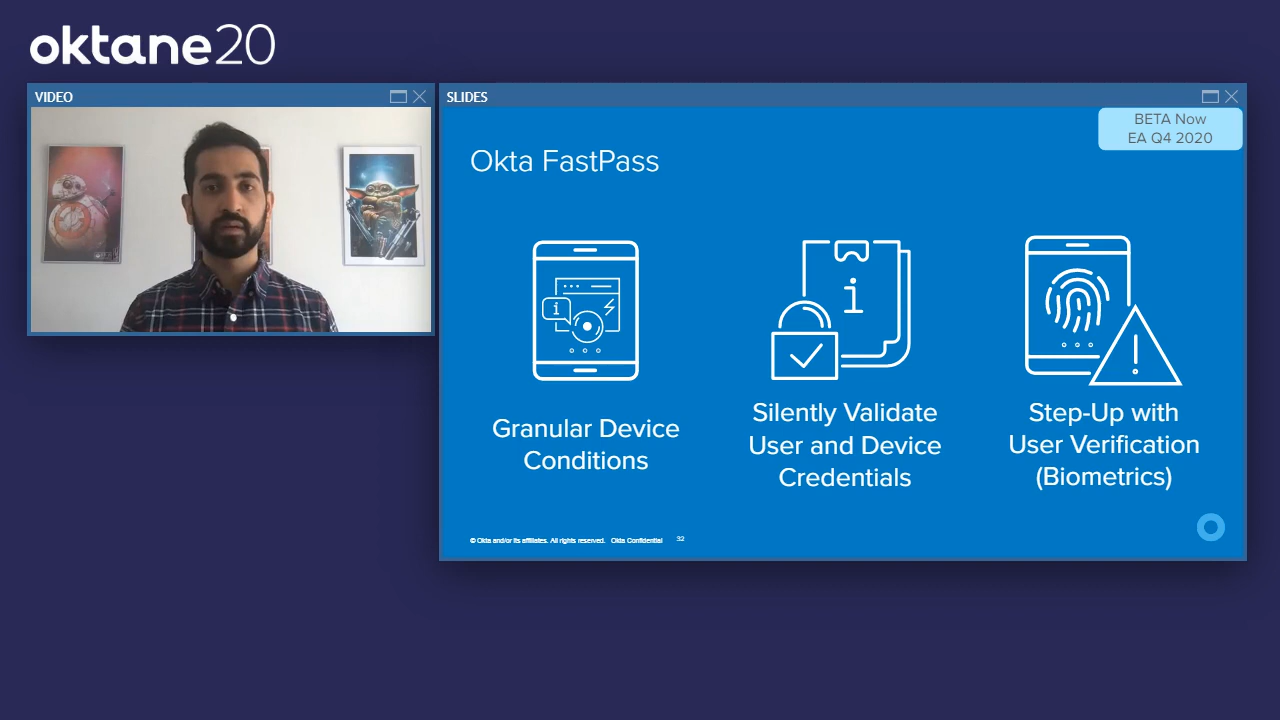 oktane20
VIDEO
SLIDES
BETA Now
EA Q4 2020
Okta FastPass
i
i
Granular Device
Conditions
Silently Validate
User and Device
Credentials
Step-Up with
User Verification
(Biometrics)
© Okta and/or its affiliates. All rights reserved. Okta Confidential 32